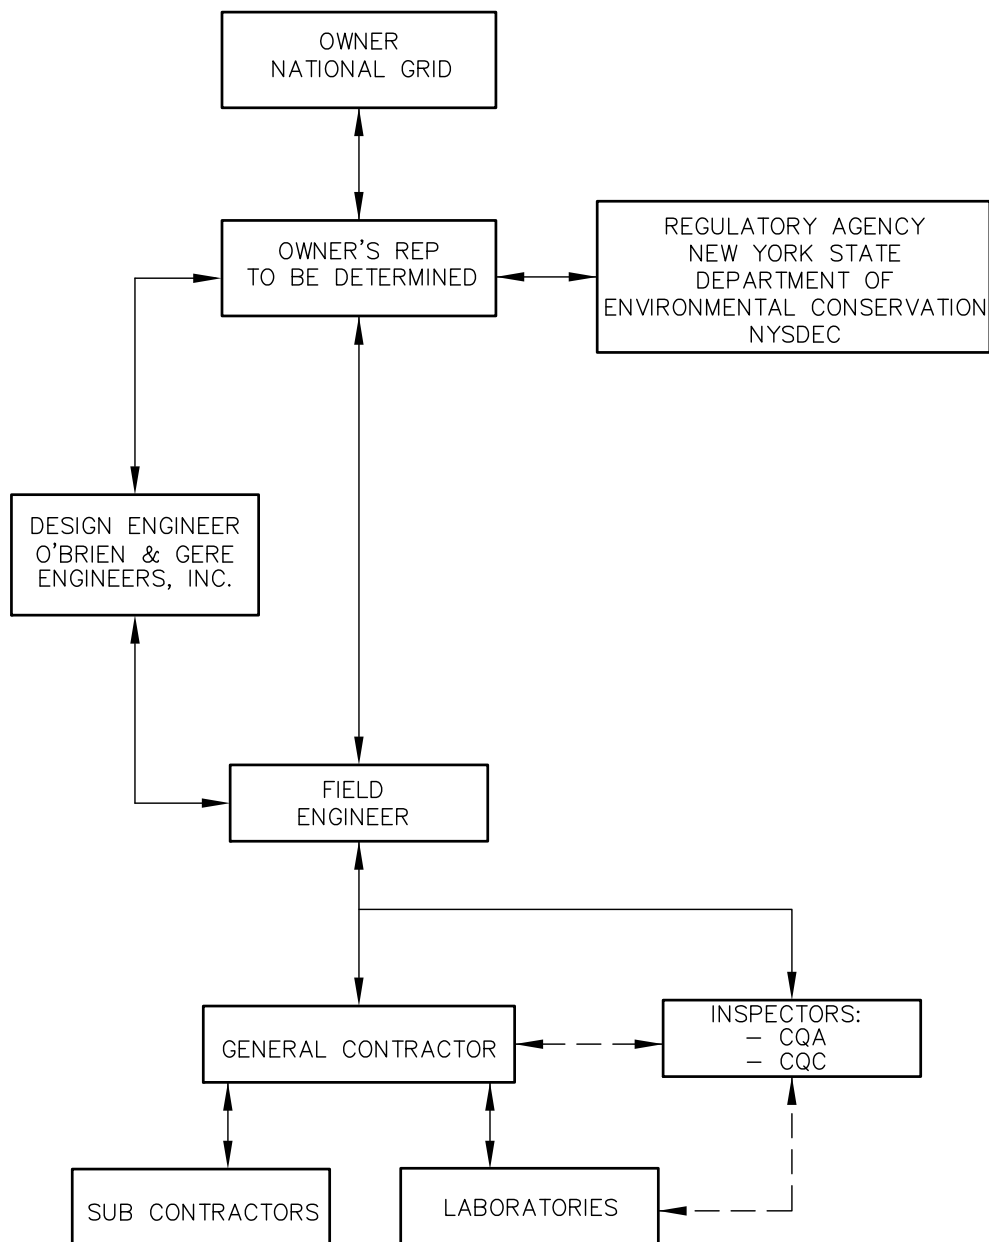 OWNER
NATIONAL GRID
OWNER'S REP
TO BE DETERMINED
REGULATORY AGENCY
NEW YORK STATE
DEPARTMENT OF
ENVIRONMENTAL CONSERVATION
NYSDEC
DESIGN ENGINEER
O'BRIEN & GERE
ENGINEERS, INC.
FIELD
ENGINEER
GENERAL CONTRACTOR
INSPECTORS:
– CQA
– CQC
SUB CONTRACTORS
LABORATORIES